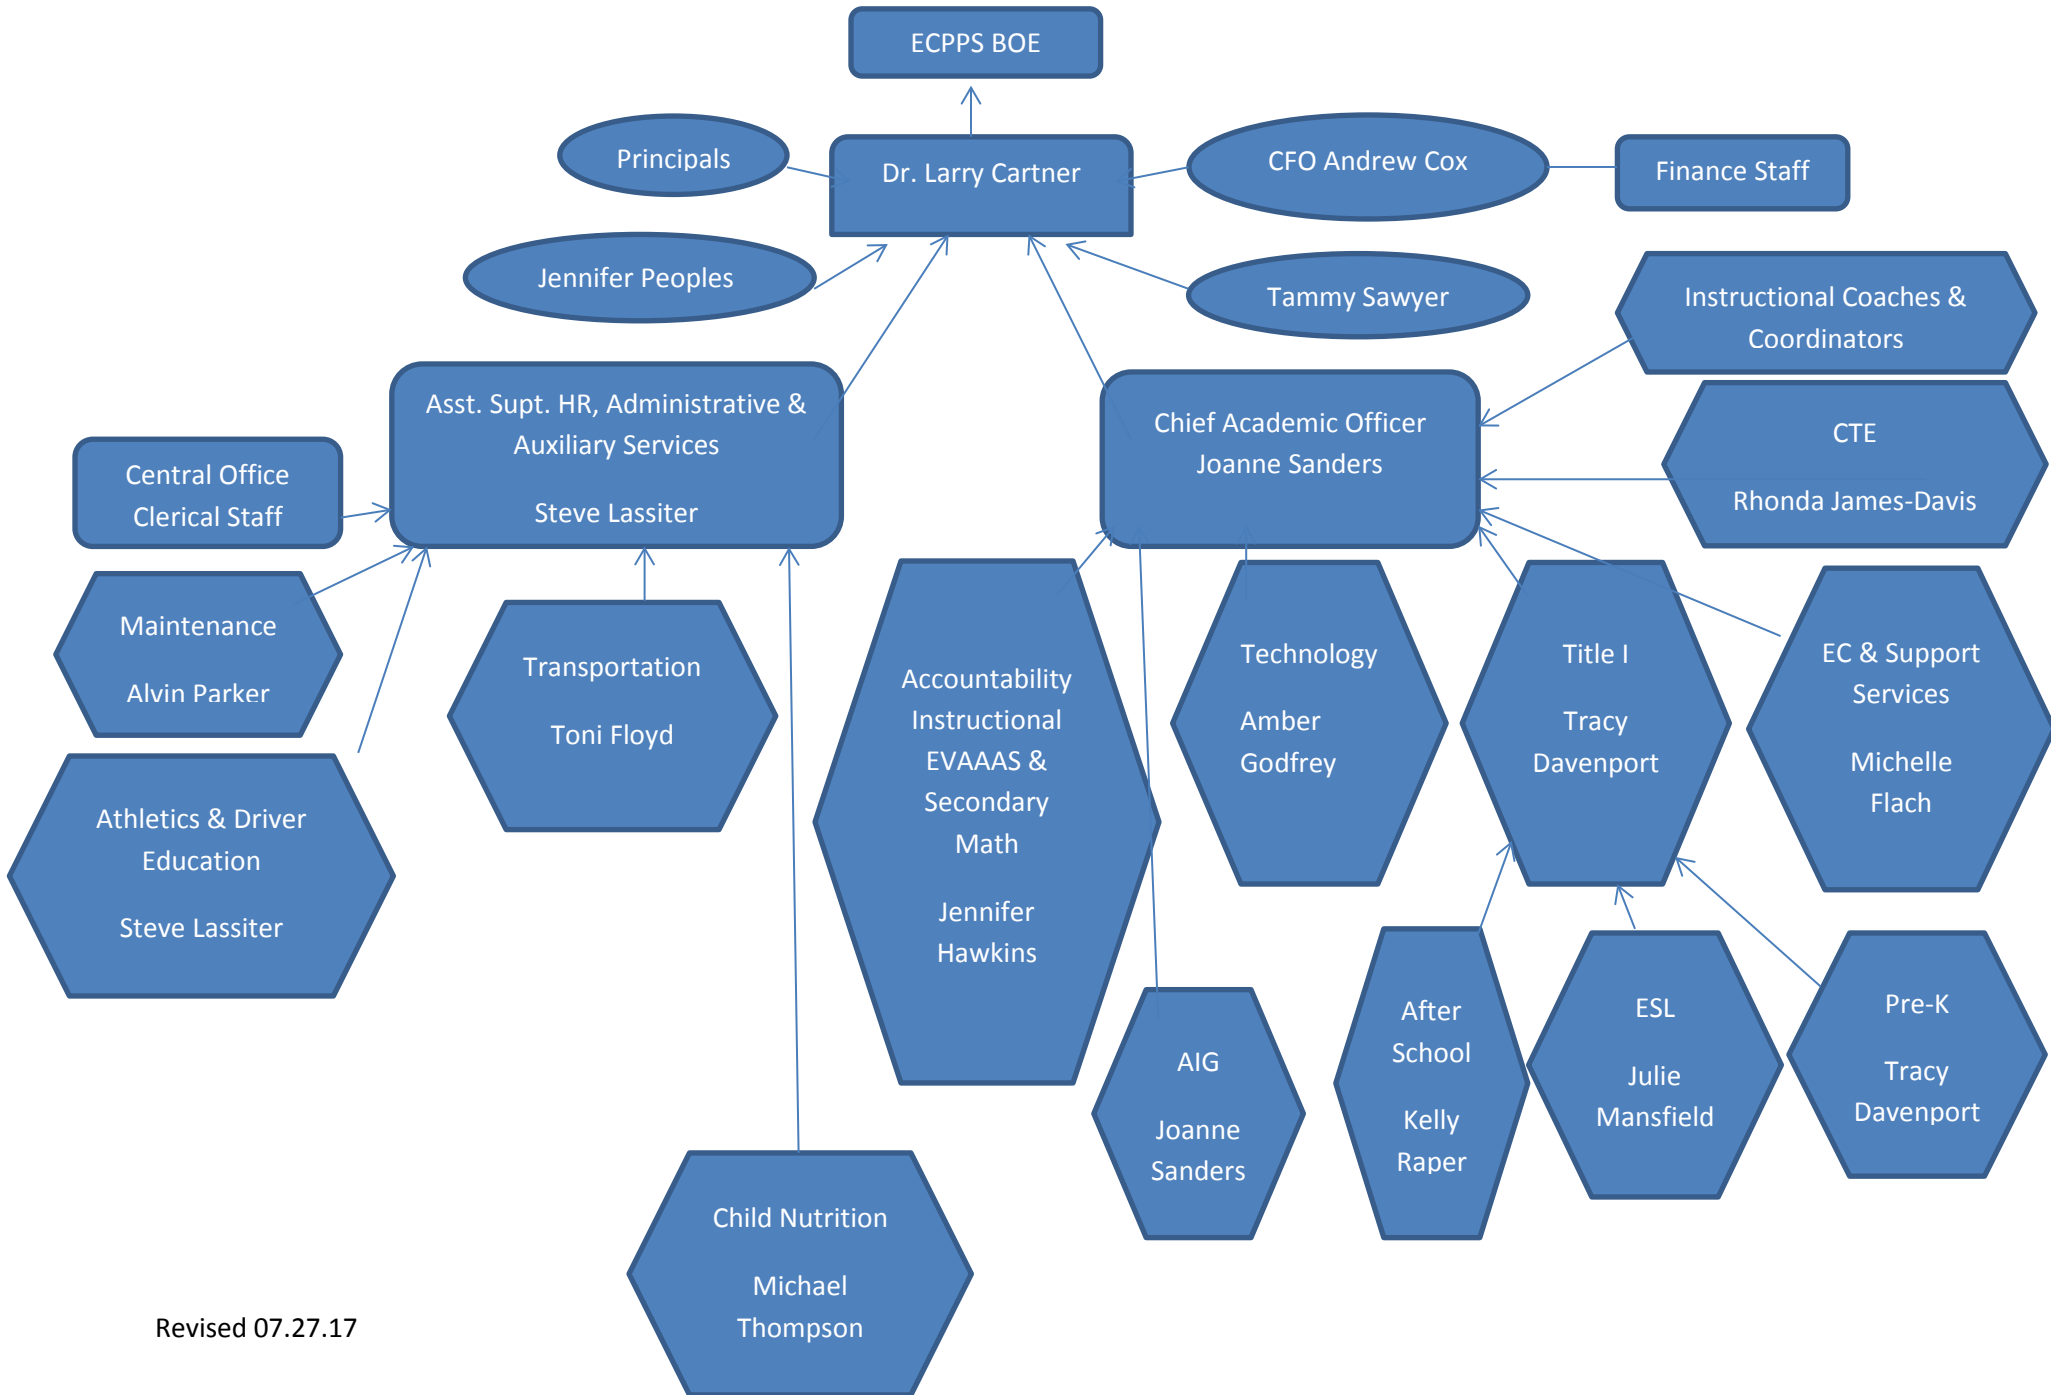 ECPPS BOE
Principals
Dr. Larry Cartner
CFO Andrew Cox
Finance Staff
Jennifer Peoples
Tammy Sawyer
Instructional Coaches &
Coordinators
Asst. Supt. HR, Administrative &
Auxiliary Services
Steve Lassiter
Chief Academic Officer
Joanne Sanders
CTE
Rhonda James-Davis
Central Office
Clerical Staff
Maintenance
Alvin Parker
Transportation
Toni Floyd
Accountability
Instructional
EVAAAS &
Secondary
Math
Jennifer
Hawkins
Technology
Amber
Godfrey
Title I
Tracy
Davenport
EC & Support
Services
Michelle
Flach
Athletics & Driver
Education
Steve Lassiter
AIG
Joanne
Sanders
After
School
Kelly
Raper
ESL
Julie
Mansfield
Pre-K
Tracy
Davenport
Child Nutrition
Michael
Thompson
Revised 07.27.17